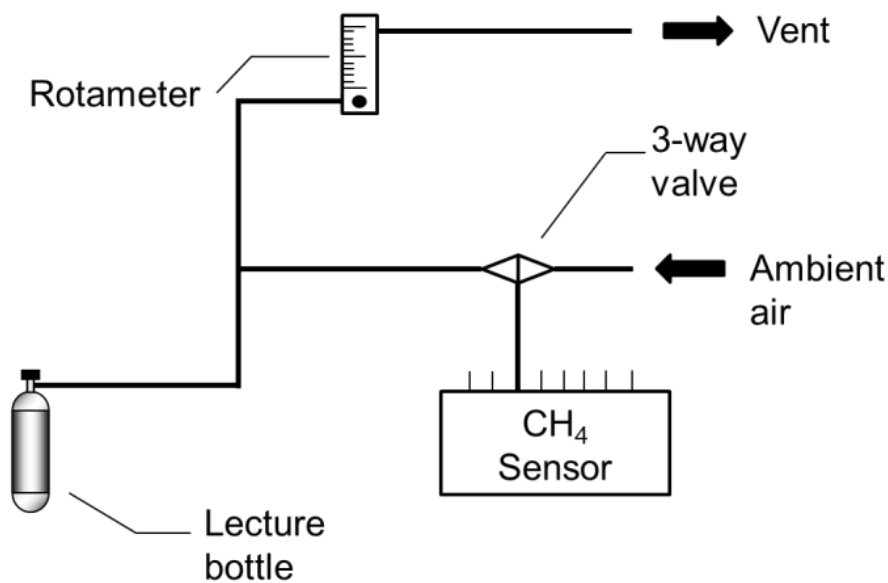 Vent
Rotameter
3-way
valve
Ambient
air
CH₄
Sensor
Lecture
bottle